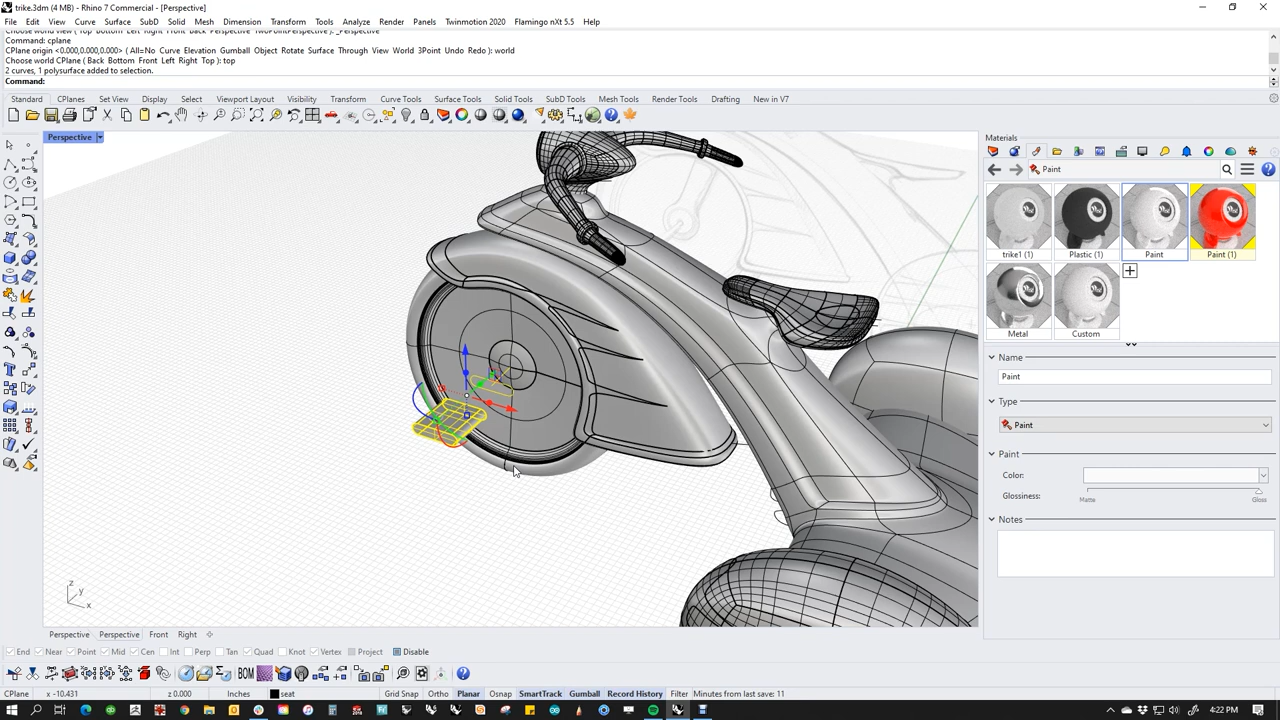 trike.3dm (4 MB) - Rhino 7 Commercial - [Perspective]
File Edit View Curve Surface SubD Solid Mesh Dimension Transform Tools Analyze Render Panels Twinmotion 2020 Flamingo nXt 5.5 Help
Command: cplane
CPlane origin <0.000,0.000,0.000> ( All=No Curve Elevation Gumball Object Rotate Surface Through View World 3Point Undo Redo ): world
Choose world CPlane ( Back Bottom Front Left Right Top ): top
2 curves, 1 polysurface added to selection.
Command:
Standard CPlanes Set View Display Select Viewport Layout Visibility Transform Curve Tools Surface Tools Solid Tools SubD Tools Mesh Tools Render Tools Drafting New in V7
Perspective
Materials
Paint
trike1 (1) Plastic (1) Paint Paint (1)
Metal Custom
Name
Paint
Type
Paint
Paint
Color:
Glossiness: Matte Gloss
Notes
z
y
x
Perspective Perspective Front Right
End Near Point Mid Cen Int Perp Tan Quad Knot Vertex Project Disable
BOM
CPlane x -10.431 z 0.000 Inches seat Grid Snap Ortho Planar Osnap SmartTrack Gumball Record History Filter Minutes from last save: 11
4:22 PM